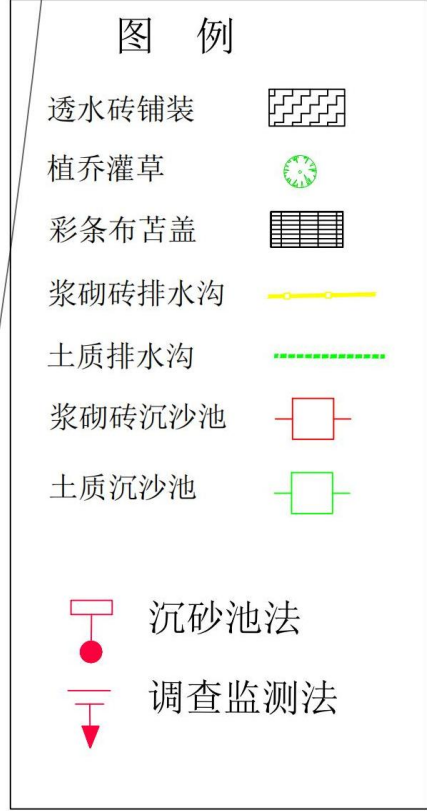 图 例
透水砖铺装
植乔灌草
彩条布苫盖
浆砌砖排水沟
土质排水沟
浆砌砖沉沙池
土质沉沙池
沉砂池法
调查监测法